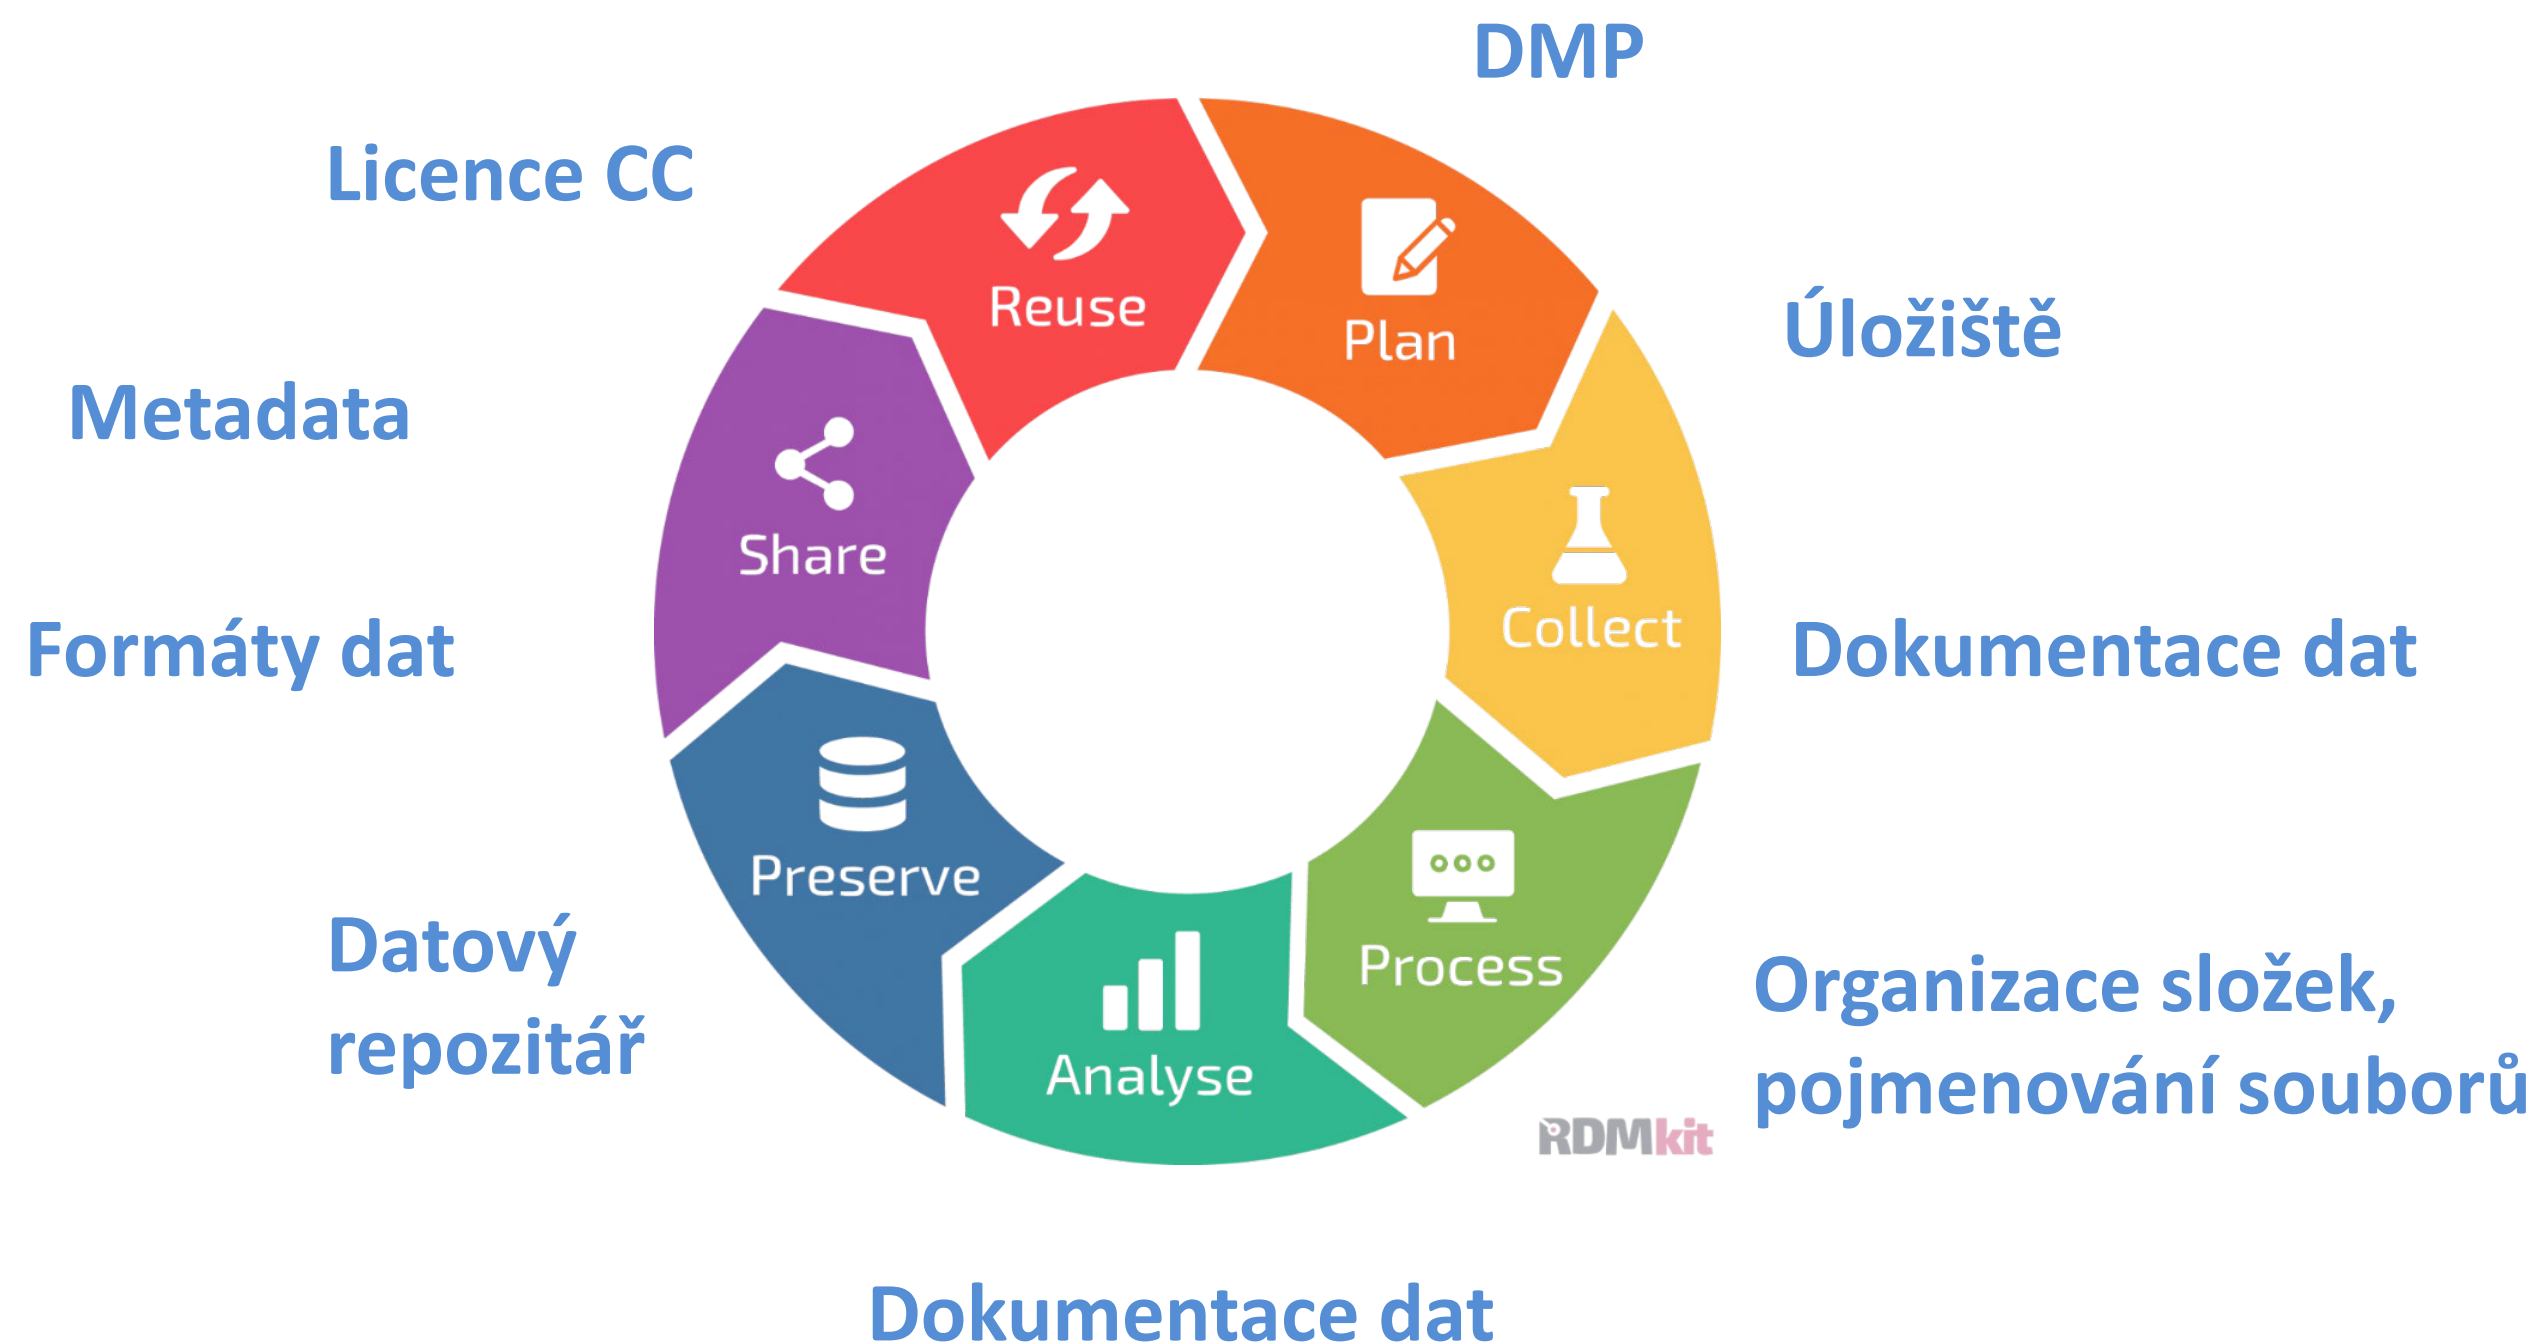 DMP
Licence CC
Reuse
Plan
Úložiště
Metadata
Share
Collect
Formáty dat
Dokumentace dat
Preserve
Process
Datový
repozitář
Analyse
Organizace složek,
pojmenování souborů
RDMkit
Dokumentace dat